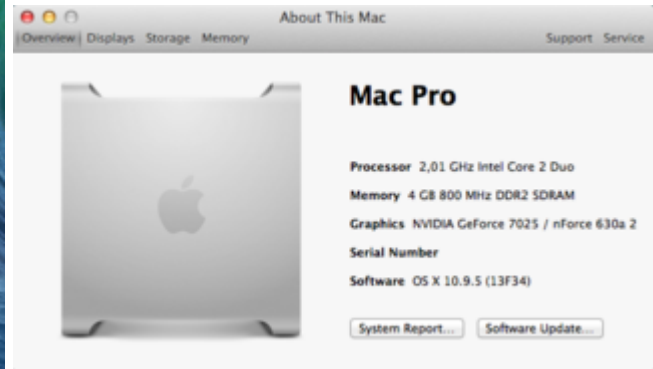 About This Mac
Overview Displays Storage Memory Support Service
Mac Pro
Processor 2,01 GHz Intel Core 2 Duo
Memory 4 GB 800 MHz DDR2 SDRAM
Graphics NVIDIA GeForce 7025 / nForce 630a 2
Serial Number
Software OS X 10.9.5 (13F34)
System Report... Software Update...